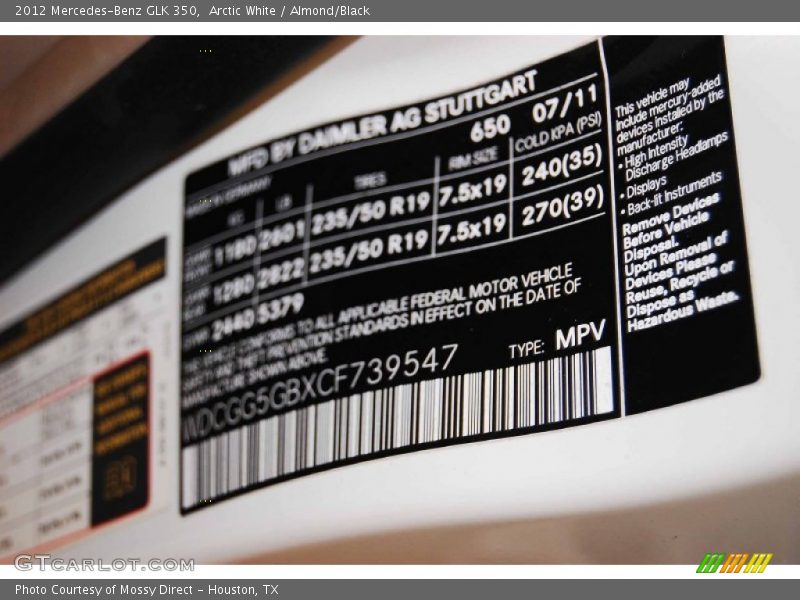 2012 Mercedes-Benz GLK 350, Arctic White / Almond/Black
MFD BY DAIMLER AG STUTTGART
650 07/11
TIRES RIM SIZE COLD KPA (PSI)
1180 2601 235/50 R19 7.5x19 240(35)
1280 2822 235/50 R19 7.5x19 270(39)
2440 5379
THIS VEHICLE CONFORMS TO ALL APPLICABLE FEDERAL MOTOR VEHICLE
SAFETY AND THEFT PREVENTION STANDARDS IN EFFECT ON THE DATE OF
MANUFACTURE SHOWN ABOVE
WDCGG5GBXCF739547 TYPE: MPV
This vehicle may
include mercury-added
devices installed by the
manufacturer:
• High Intensity
Discharge Headlamps
• Displays
• Back-lit Instruments
Remove Devices
Before Vehicle
Disposal.
Upon Removal of
Devices Please
Reuse, Recycle or
Dispose as
Hazardous Waste.
GTCARLOT.COM
Photo Courtesy of Mossy Direct - Houston, TX